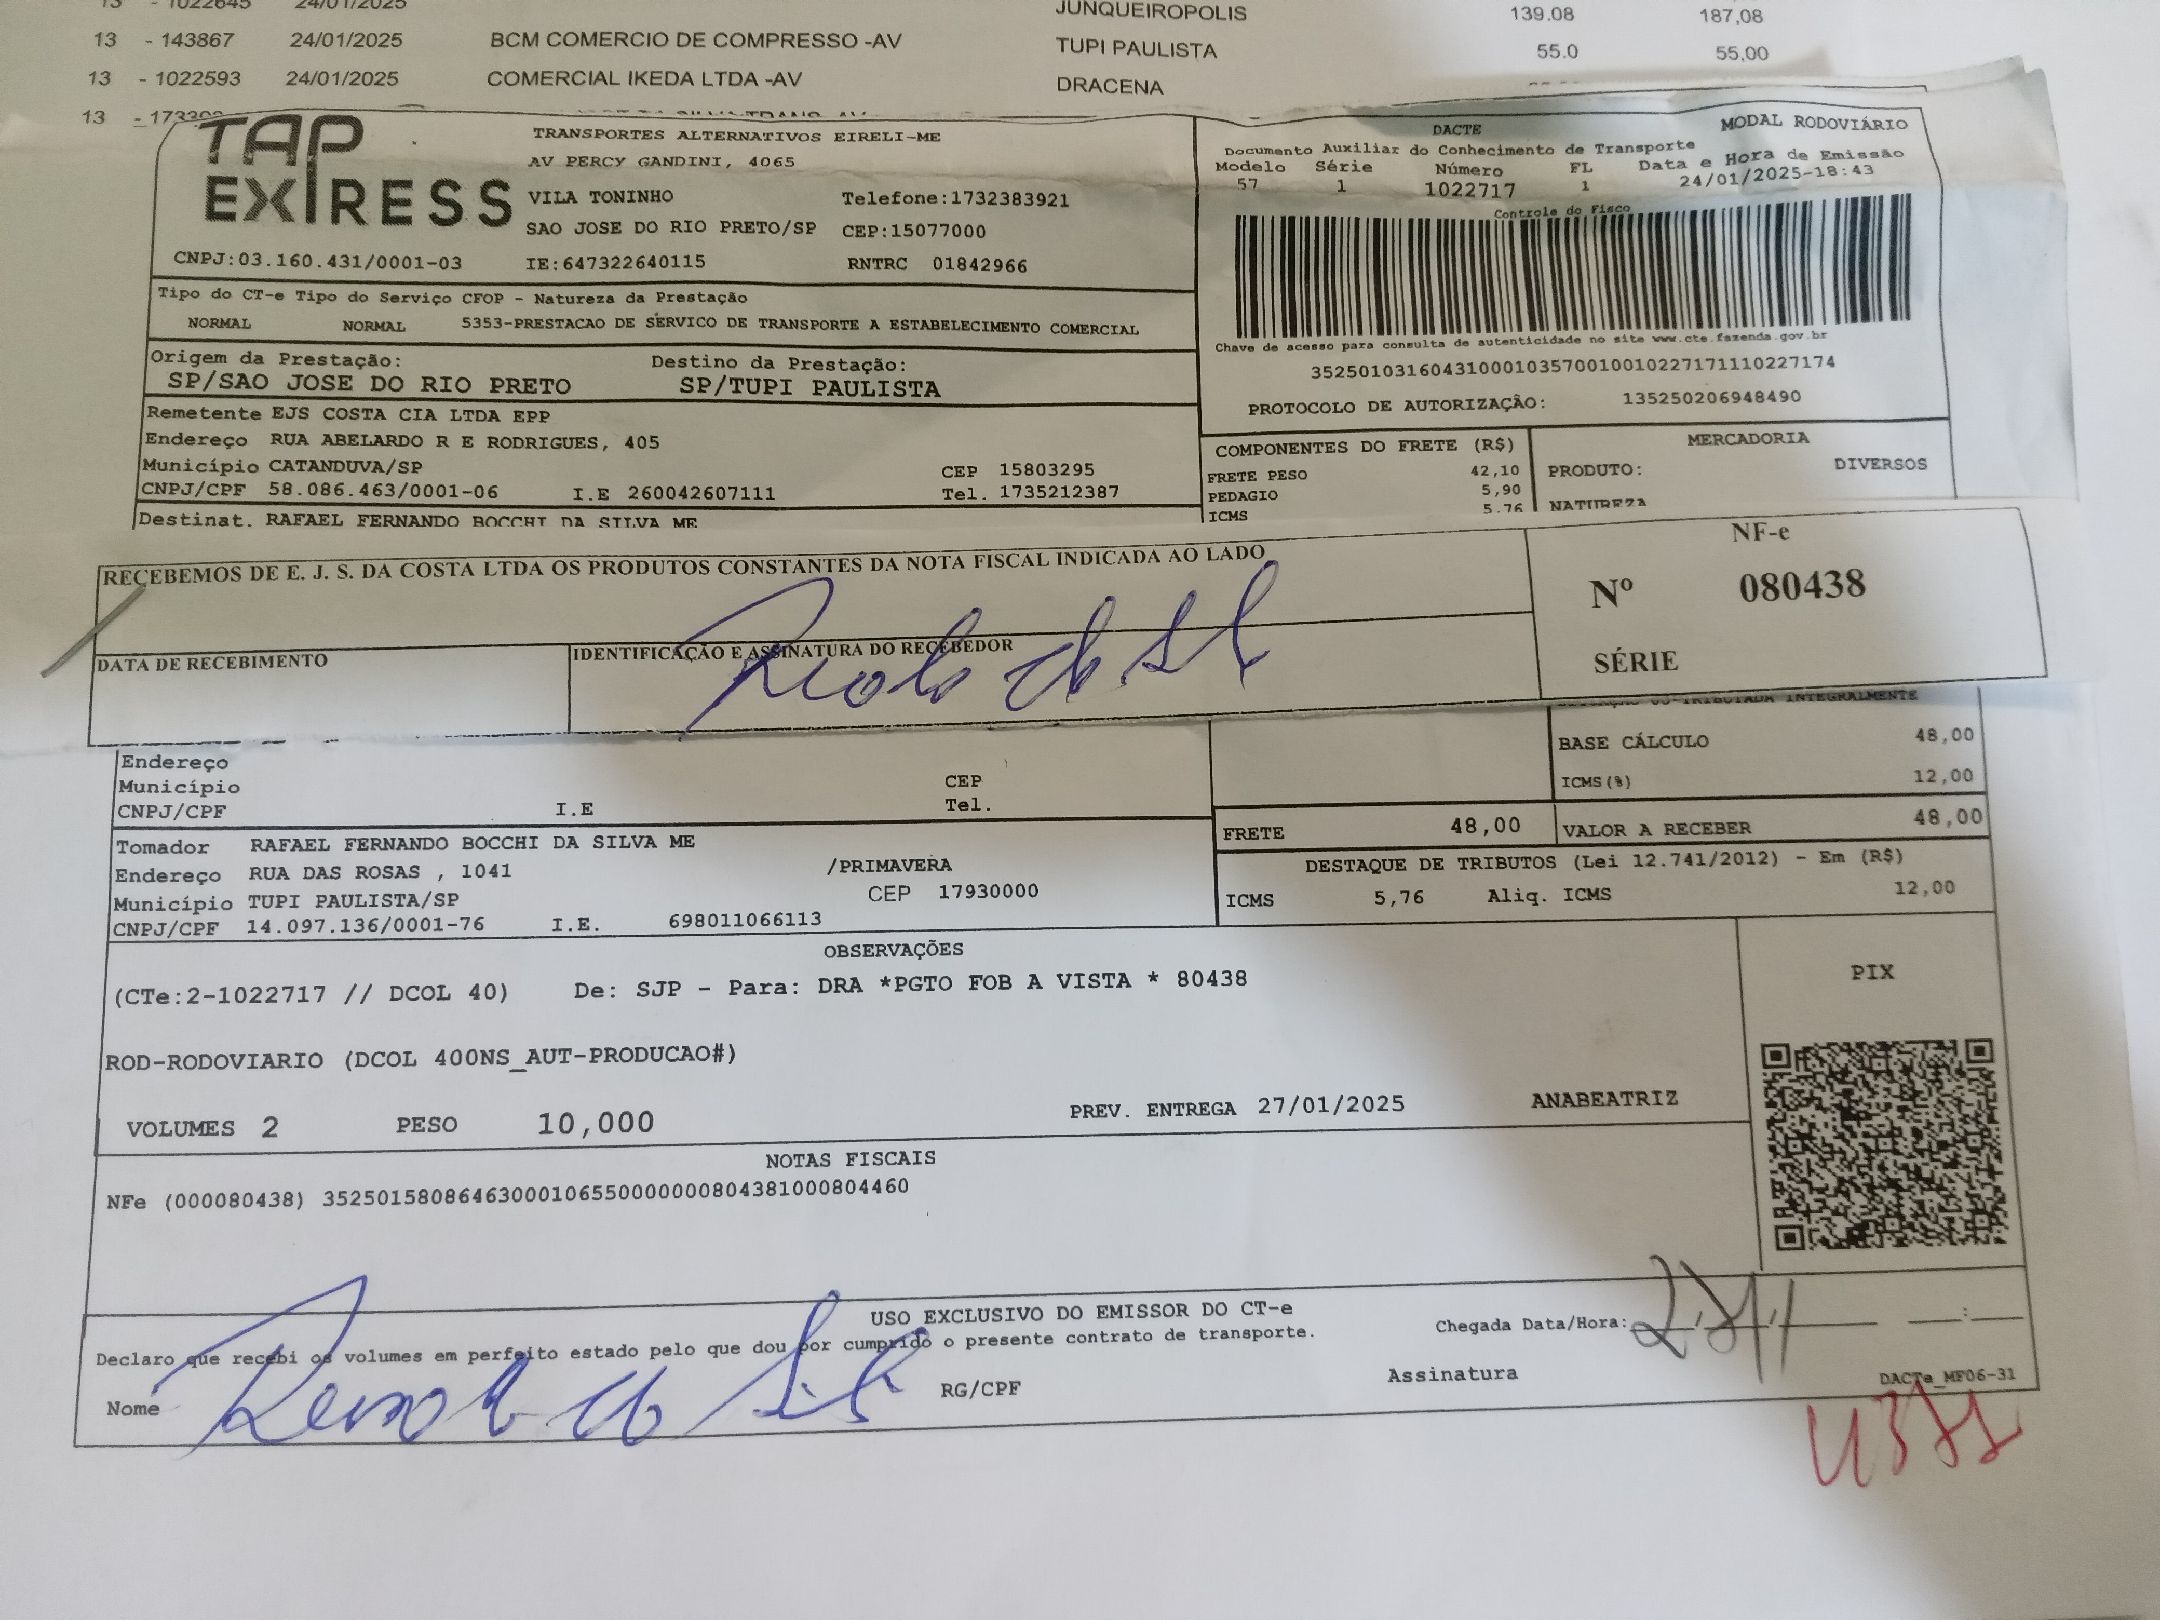 24/01/2025
JUNQUEIROPOLIS 139.08 187,08
13 - 143867 24/01/2025 BCM COMERCIO DE COMPRESSO -AV TUPI PAULISTA 55.0 55,00
13 - 1022593 24/01/2025 COMERCIAL IKEDA LTDA -AV DRACENA
13
TAP EXPRESS
TRANSPORTES ALTERNATIVOS EIRELI-ME
AV PERCY GANDINI, 4065
VILA TONINHO Telefone:1732383921
SAO JOSE DO RIO PRETO/SP CEP:15077000
CNPJ:03.160.431/0001-03 IE:647322640115 RNTRC 01842966
DACTE MODAL RODOVIÁRIO
Documento Auxiliar do Conhecimento de Transporte
Modelo Série Número FL Data e Hora de Emissão
57 1 1022717 1 24/01/2025-18:43
Controle do Fisco
Chave de acesso para consulta de autenticidade no site www.cte.fazenda.gov.br
35250103160431000103570010010227171110227174
PROTOCOLO DE AUTORIZAÇÃO: 135250206948490
Tipo do CT-e Tipo do Serviço CFOP - Natureza da Prestação
NORMAL NORMAL 5353-PRESTACAO DE SERVICO DE TRANSPORTE A ESTABELECIMENTO COMERCIAL
Origem da Prestação: Destino da Prestação:
SP/SAO JOSE DO RIO PRETO SP/TUPI PAULISTA
Remetente EJS COSTA CIA LTDA EPP
Endereço RUA ABELARDO R E RODRIGUES, 405
Município CATANDUVA/SP CEP 15803295
CNPJ/CPF 58.086.463/0001-06 I.E 260042607111 Tel. 1735212387
Destinat. RAFAEL FERNANDO BOCCHI DA SILVA ME
COMPONENTES DO FRETE (R$) MERCADORIA
FRETE PESO 42,10 PRODUTO: DIVERSOS
PEDAGIO 5,90
ICMS 5,76 NATUREZA
RECEBEMOS DE E. J. S. DA COSTA LTDA OS PRODUTOS CONSTANTES DA NOTA FISCAL INDICADA AO LADO
NF-e
Nº 080438
SÉRIE
DATA DE RECEBIMENTO IDENTIFICAÇÃO E ASSINATURA DO RECEBEDOR
INTEGRALMENTE
Endereço
Município CEP
CNPJ/CPF I.E Tel.
BASE CÁLCULO 48,00
ICMS(%) 12,00
FRETE 48,00 VALOR A RECEBER 48,00
Tomador RAFAEL FERNANDO BOCCHI DA SILVA ME
Endereço RUA DAS ROSAS , 1041 /PRIMAVERA
Município TUPI PAULISTA/SP CEP 17930000
CNPJ/CPF 14.097.136/0001-76 I.E. 698011066113
DESTAQUE DE TRIBUTOS (Lei 12.741/2012) - Em (R$)
ICMS 5,76 Aliq. ICMS 12,00
OBSERVAÇÕES
(CTe:2-1022717 // DCOL 40) De: SJP - Para: DRA *PGTO FOB A VISTA * 80438
PIX
ROD-RODOVIARIO (DCOL 400NS_AUT-PRODUCAO#)
VOLUMES 2 PESO 10,000 PREV. ENTREGA 27/01/2025 ANABEATRIZ
NOTAS FISCAIS
NFe (000080438) 35250158086463000106550000000804381000804460
USO EXCLUSIVO DO EMISSOR DO CT-e
Declaro que recebi os volumes em perfeito estado pelo que dou por cumprido o presente contrato de transporte.
Chegada Data/Hora:
Nome RG/CPF Assinatura
DACTe_MF06-31